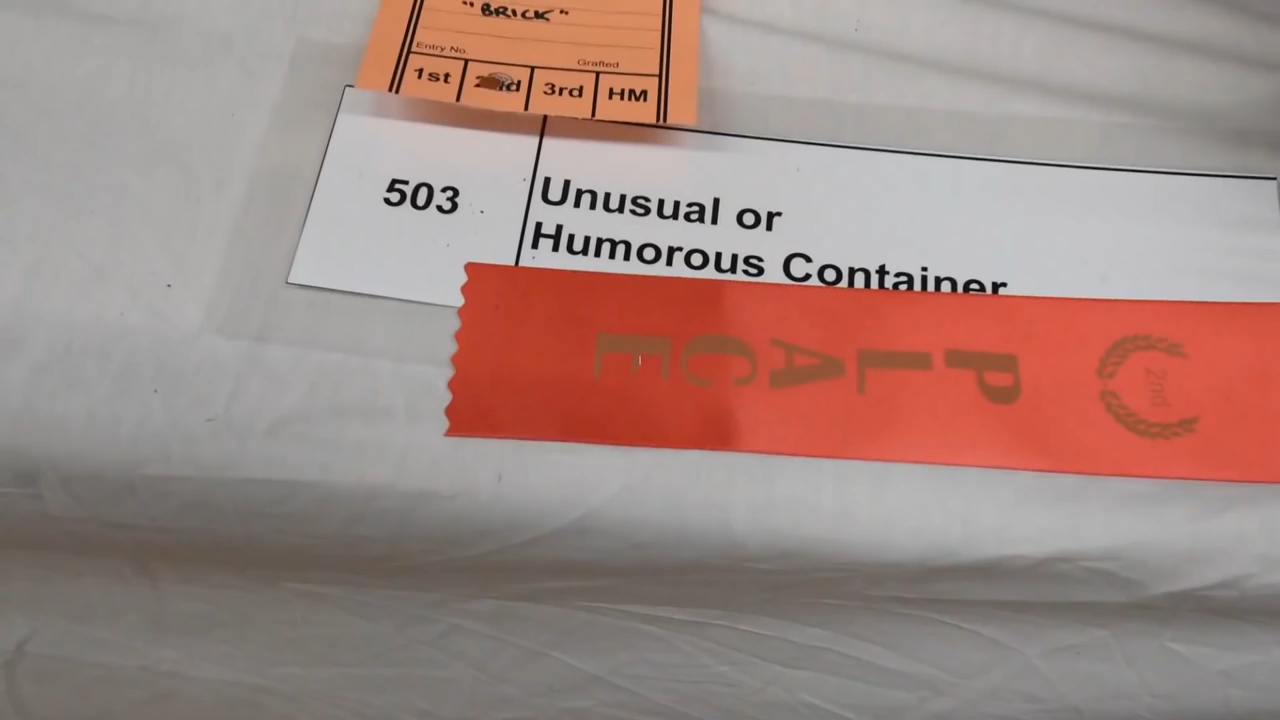 "BRICK"
Entry No.
Grafted
1st 2nd 3rd HM
503
Unusual or
Humorous Container
PLACE
2nd